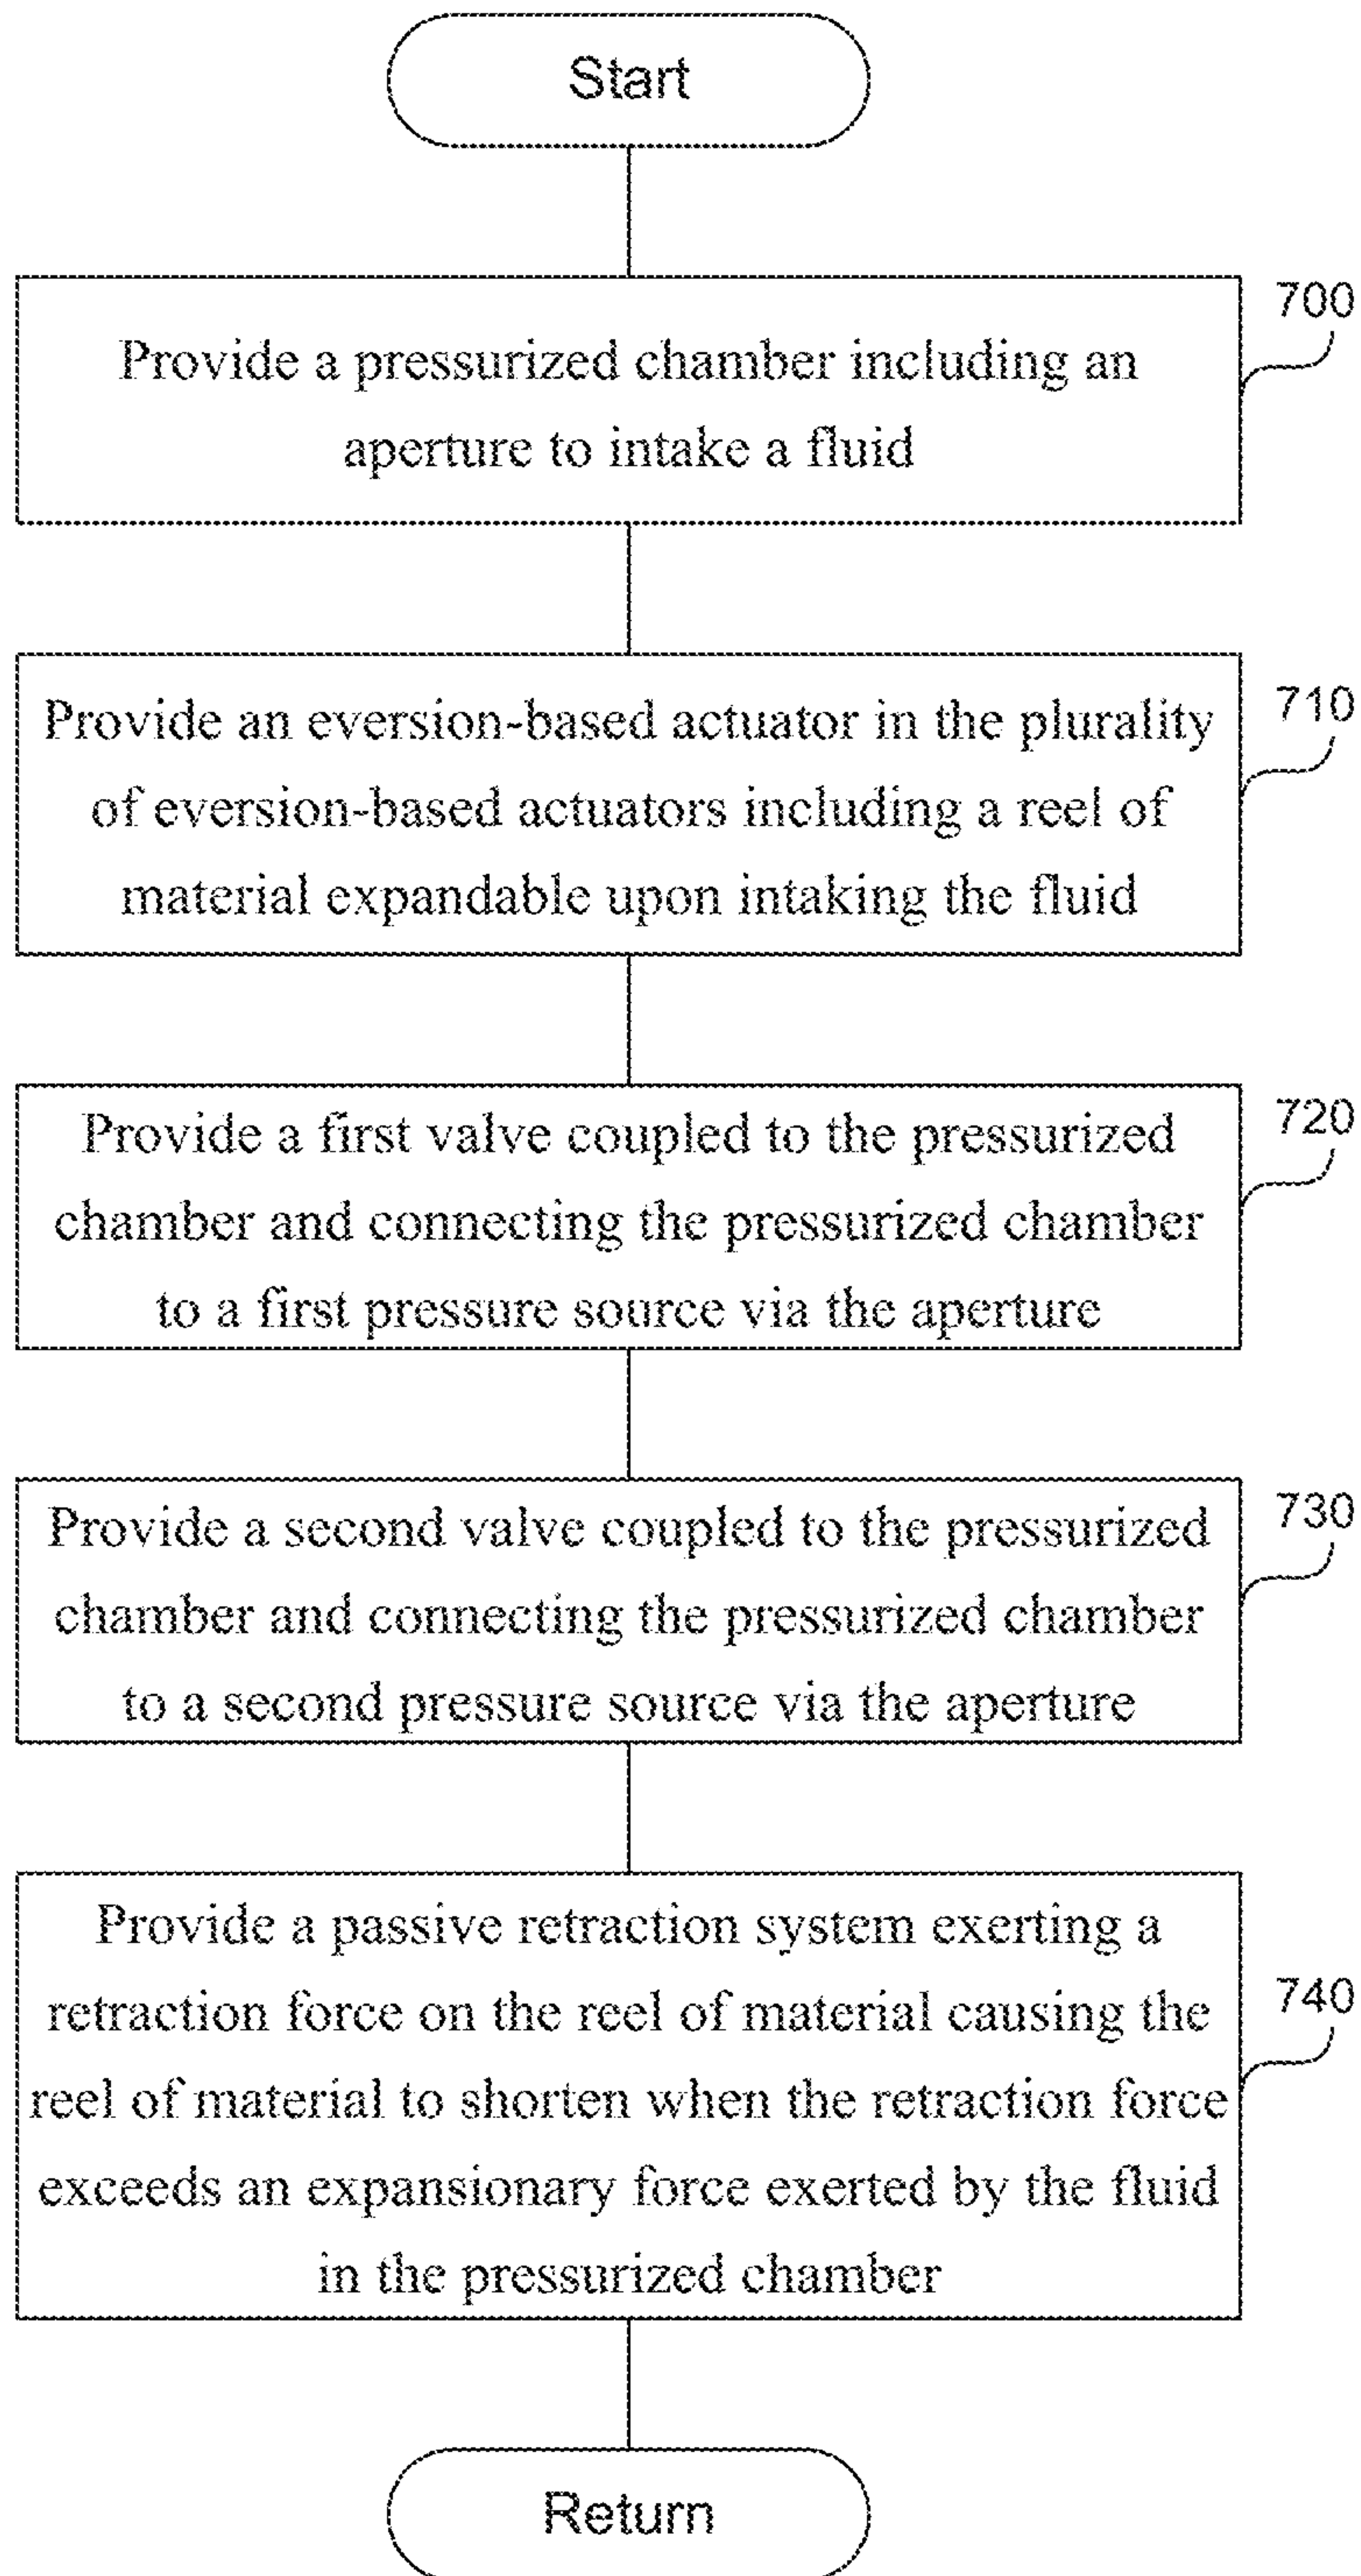 Start
700
Provide a pressurized chamber including an
aperture to intake a fluid
710
Provide an eversion-based actuator in the plurality
of eversion-based actuators including a reel of
material expandable upon intaking the fluid
720
Provide a first valve coupled to the pressurized
chamber and connecting the pressurized chamber
to a first pressure source via the aperture
730
Provide a second valve coupled to the pressurized
chamber and connecting the pressurized chamber
to a second pressure source via the aperture
740
Provide a passive retraction system exerting a
retraction force on the reel of material causing the
reel of material to shorten when the retraction force
exceeds an expansionary force exerted by the fluid
in the pressurized chamber
Return